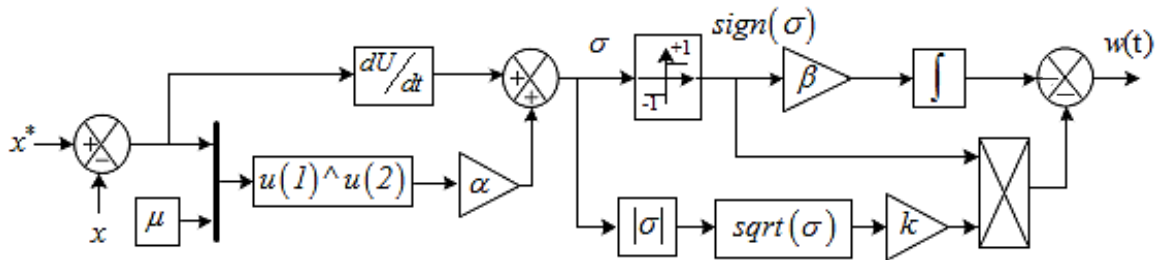 x*
+
−
x
μ
dU/dt
u(1)^u(2)
α
+
+
σ
+1
-1
sign(σ)
β
∫
−
−
w(t)
|σ|
sqrt(σ)
k